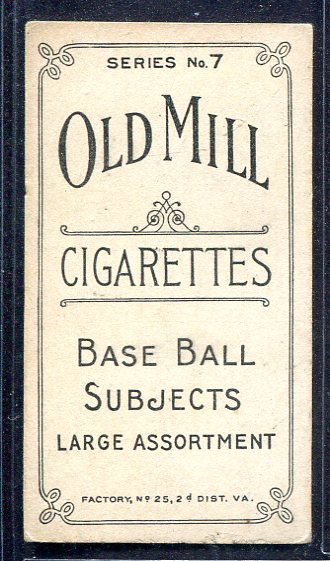 SERIES No. 7
OLD MILL
CIGARETTES
BASE BALL
SUBJECTS
LARGE ASSORTMENT
FACTORY, Nº 25, 2d DIST. VA.